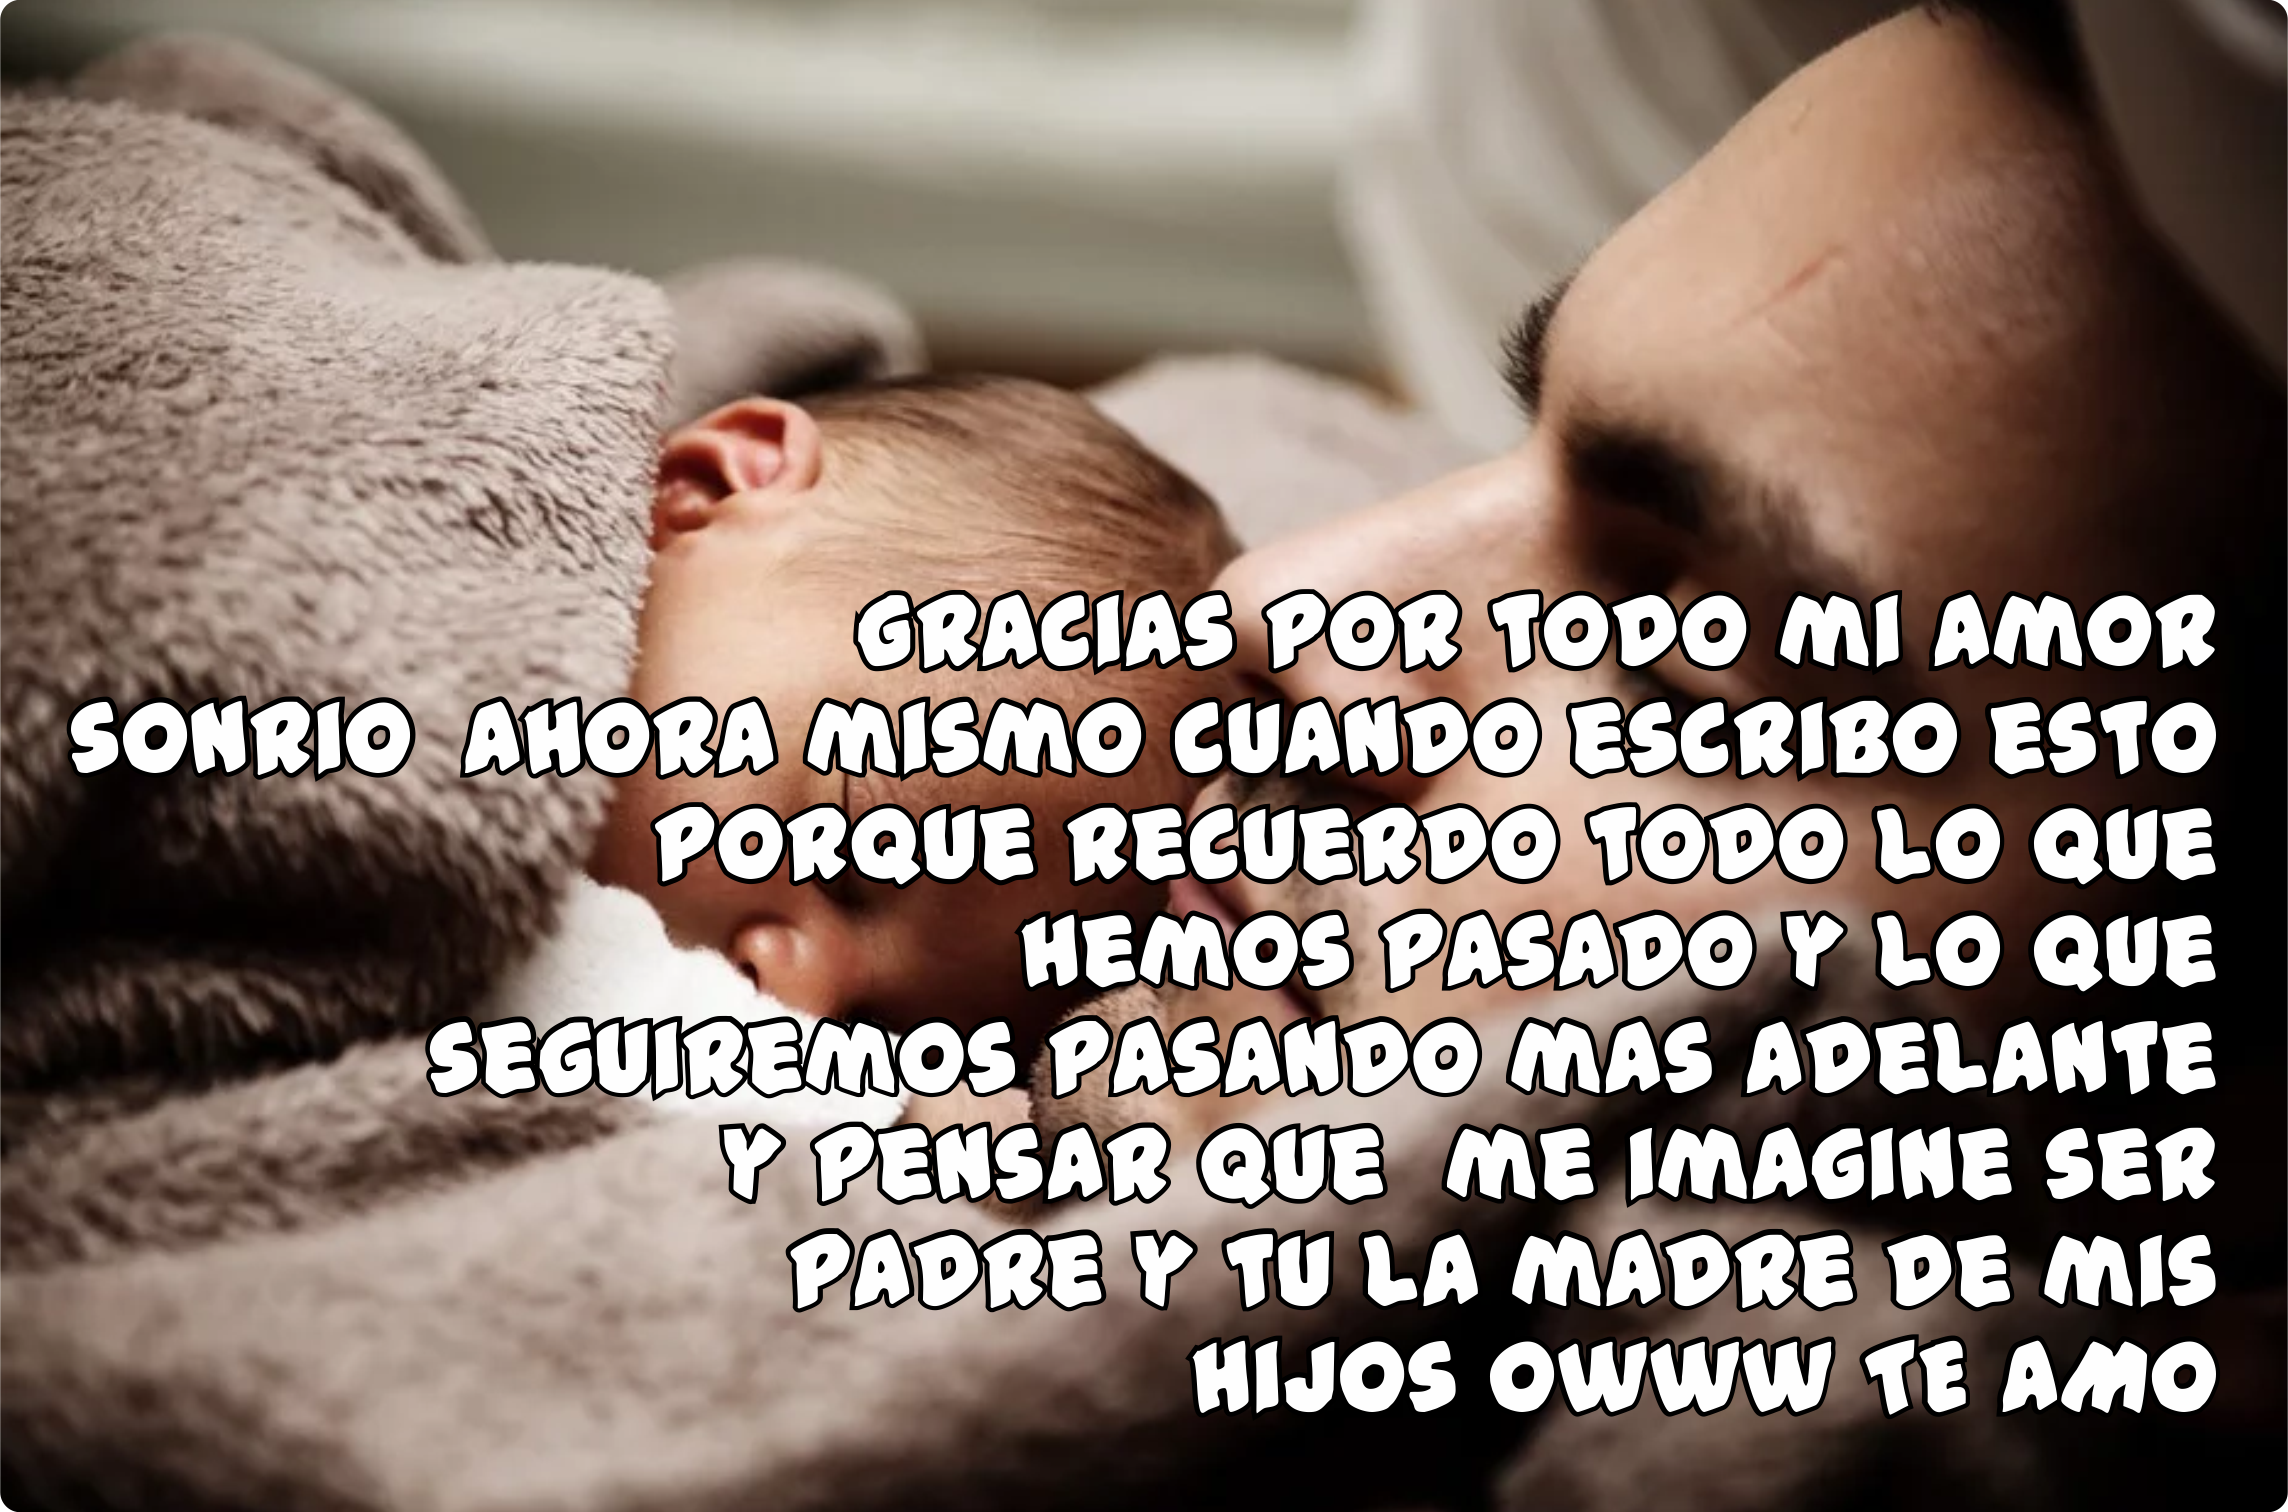 GRACIAS POR TODO MI AMOR
SONRIO AHORA MISMO CUANDO ESCRIBO ESTO
PORQUE RECUERDO TODO LO QUE
HEMOS PASADO Y LO QUE
SEGUIREMOS PASANDO MAS ADELANTE
Y PENSAR QUE ME IMAGINE SER
PADRE Y TU LA MADRE DE MIS
HIJOS OWWW TE AMO